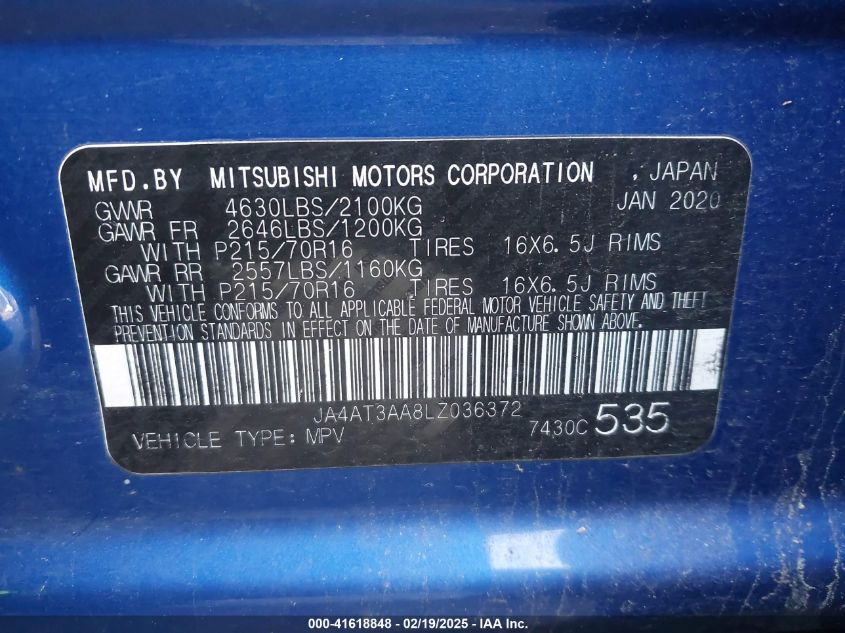 MFD.BY MITSUBISHI MOTORS CORPORATION , JAPAN
GVWR 4630LBS/2100KG JAN 2020
GAWR FR 2646LBS/1200KG
WITH P215/70R16 TIRES 16X6.5J RIMS
GAWR RR 2557LBS/1160KG
WITH P215/70R16 TIRES 16X6.5J RIMS
THIS VEHICLE CONFORMS TO ALL APPLICABLE FEDERAL MOTOR VEHICLE SAFETY AND THEFT
PREVENTION STANDARDS IN EFFECT ON THE DATE OF MANUFACTURE SHOWN ABOVE.
JA4AT3AA8LZ036372
VEHICLE TYPE: MPV 7430C 535
000-41618848 - 02/19/2025 - IAA, Inc.